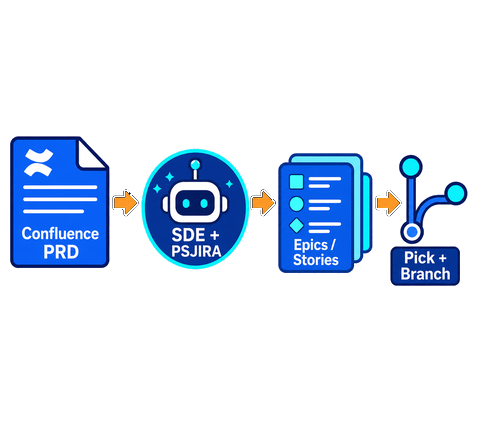 Confluence
PRD
SDE +
PSJIRA
Epics /
Stories
Pick +
Branch